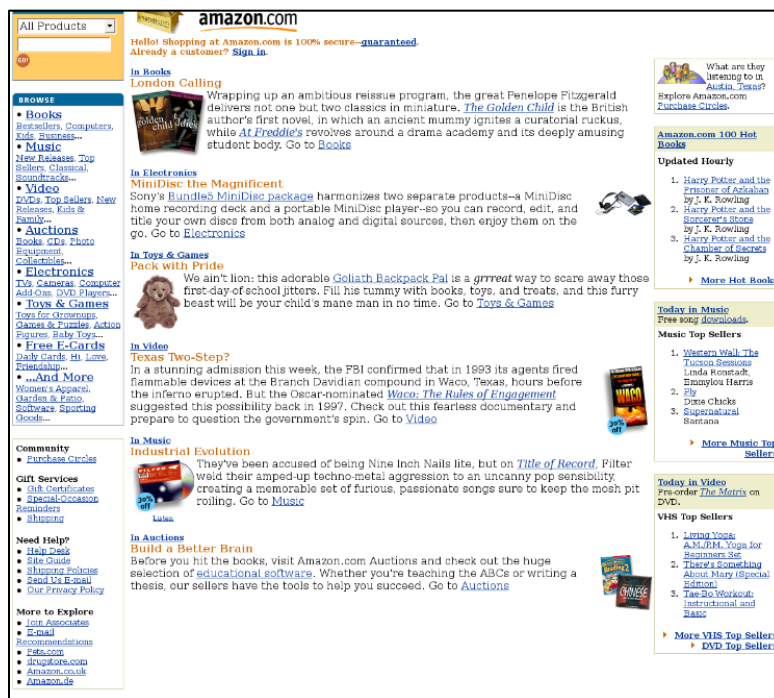 All Products
GO!
BROWSE
• Books
Bestsellers, Computers,
Kids, Business...
• Music
New Releases, Top
Sellers, Classical,
Soundtracks...
• Video
DVDs, Top Sellers, New
Releases, Kids &
Family...
• Auctions
Books, CDs, Photo
Equipment,
Collectibles...
• Electronics
TVs, Cameras, Computer
Add-Ons, DVD Players...
• Toys & Games
Toys for Grownups,
Games & Puzzles, Action
Figures, Baby Toys...
• Free E-Cards
Daily Cards, Hi, Love,
Friendship...
• ...And More
Women's Apparel,
Garden & Patio,
Software, Sporting
Goods...
Community
• Purchase Circles
Gift Services
• Gift Certificates
• Special-Occasion
Reminders
• Shipping
Need Help?
• Help Desk
• Site Guide
• Shipping Policies
• Send Us E-mail
• Our Privacy Policy
More to Explore
• Join Associates
• E-mail
Recommendations
• Pets.com
• drugstore.com
• Amazon.co.uk
• Amazon.de
amazon.com
Hello! Shopping at Amazon.com is 100% secure--guaranteed.
Already a customer? Sign in.
In Books
London Calling
Wrapping up an ambitious reissue program, the great Penelope Fitzgerald
delivers not one but two classics in miniature. The Golden Child is the British
author's first novel, in which an ancient mummy ignites a curatorial ruckus,
while At Freddie's revolves around a drama academy and its deeply amusing
student body. Go to Books
golden child
In Electronics
MiniDisc the Magnificent
Sony's Bundle5 MiniDisc package harmonizes two separate products--a MiniDisc
home recording deck and a portable MiniDisc player--so you can record, edit, and
title your own discs from both analog and digital sources, then enjoy them on the
go. Go to Electronics
In Toys & Games
Pack with Pride
We ain't lion: this adorable Goliath Backpack Pal is a grrreat way to scare away those
first-day-of-school jitters. Fill his tummy with books, toys, and treats, and this furry
beast will be your child's mane man in no time. Go to Toys & Games
In Video
Texas Two-Step?
In a stunning admission this week, the FBI confirmed that in 1993 its agents fired
flammable devices at the Branch Davidian compound in Waco, Texas, hours before
the inferno erupted. But the Oscar-nominated Waco: The Rules of Engagement
suggested this possibility back in 1997. Check out this fearless documentary and
prepare to question the government's spin. Go to Video
WACO
30%
off
In Music
Industrial Evolution
They've been accused of being Nine Inch Nails lite, but on Title of Record, Filter
weld their amped-up techno-metal aggression to an uncanny pop sensibility,
creating a memorable set of furious, passionate songs sure to keep the mosh pit
roiling. Go to Music
FILTER
30%
off
Listen
In Auctions
Build a Better Brain
Before you hit the books, visit Amazon.com Auctions and check out the huge
selection of educational software. Whether you're teaching the ABCs or writing a
thesis, our sellers have the tools to help you succeed. Go to Auctions
Reading 2
CHINESE
What are they
listening to in
Austin, Texas?
Explore Amazon.com
Purchase Circles.
Amazon.com 100 Hot
Books
Updated Hourly
1. Harry Potter and the
Prisoner of Azkaban
by J. K. Rowling
2. Harry Potter and the
Sorcerer's Stone
by J. K. Rowling
3. Harry Potter and the
Chamber of Secrets
by J. K. Rowling
More Hot Books
Today in Music
Free song downloads.
Music Top Sellers
1. Western Wall: The
Tucson Sessions
Linda Ronstadt,
Emmylou Harris
2. Fly
Dixie Chicks
3. Supernatural
Santana
More Music Top
Sellers
Today in Video
Pre-order The Matrix on
DVD.
VHS Top Sellers
1. Living Yoga:
A.M./P.M. Yoga for
Beginners Set
2. There's Something
About Mary (Special
Edition)
3. Tae-Bo Workout:
Instructional and
Basic
More VHS Top Sellers
DVD Top Sellers